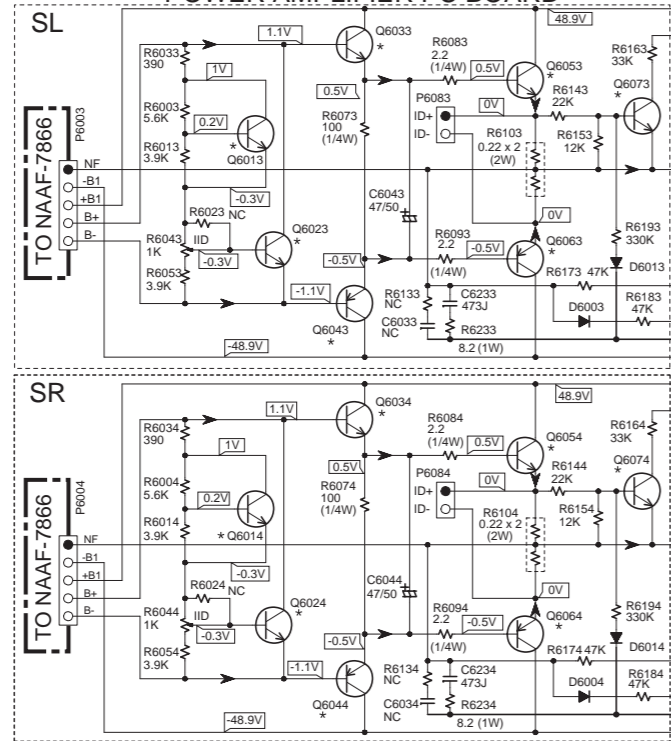 POWER AMPLIFIER PC BOARD
SL
48.9V
1.1V
Q6033
*
R6033
390
1V
R6083
2.2
(1/4W)
0.5V
Q6053
*
R6163
33K
Q6073
*
R6003
5.6K
0.2V
0.5V
P6083
ID+
ID-
0V
R6143
22K
R6073
100
(1/4W)
R6013
3.9K
*
Q6013
R6103
0.22 x 2
(2W)
R6153
12K
TO NAAF-7866
P6003
NF
-B1
+B1
B+
B-
-0.3V
R6023
NC
Q6023
*
C6043
47/50
0V
R6043
1K
IID
-0.3V
R6053
3.9K
-0.5V
R6093
2.2
(1/4W)
-0.5V
Q6063
*
R6193
330K
D6013
-1.1V
R6173 47K
R6133
NC
C6233
473J
R6183
47K
D6003
Q6043
*
C6033
NC
R6233
8.2 (1W)
-48.9V
SR
48.9V
1.1V
Q6034
*
R6034
390
1V
R6084
2.2
(1/4W)
0.5V
Q6054
*
R6164
33K
Q6074
*
R6004
5.6K
0.2V
0.5V
P6084
ID+
ID-
0V
R6144
22K
R6074
100
(1/4W)
R6014
3.9K
* Q6014
R6104
0.22 x 2
(2W)
R6154
12K
TO NAAF-7866
P6004
NF
-B1
+B1
B+
B-
-0.3V
R6024
NC
Q6024
*
C6044
47/50
0V
R6044
1K
IID
-0.3V
R6054
3.9K
-0.5V
R6094
2.2
(1/4W)
-0.5V
Q6064
*
R6194
330K
D6014
-1.1V
R6174 47K
R6134
NC
C6234
473J
R6184
47K
D6004
Q6044
*
C6034
NC
R6234
8.2 (1W)
-48.9V